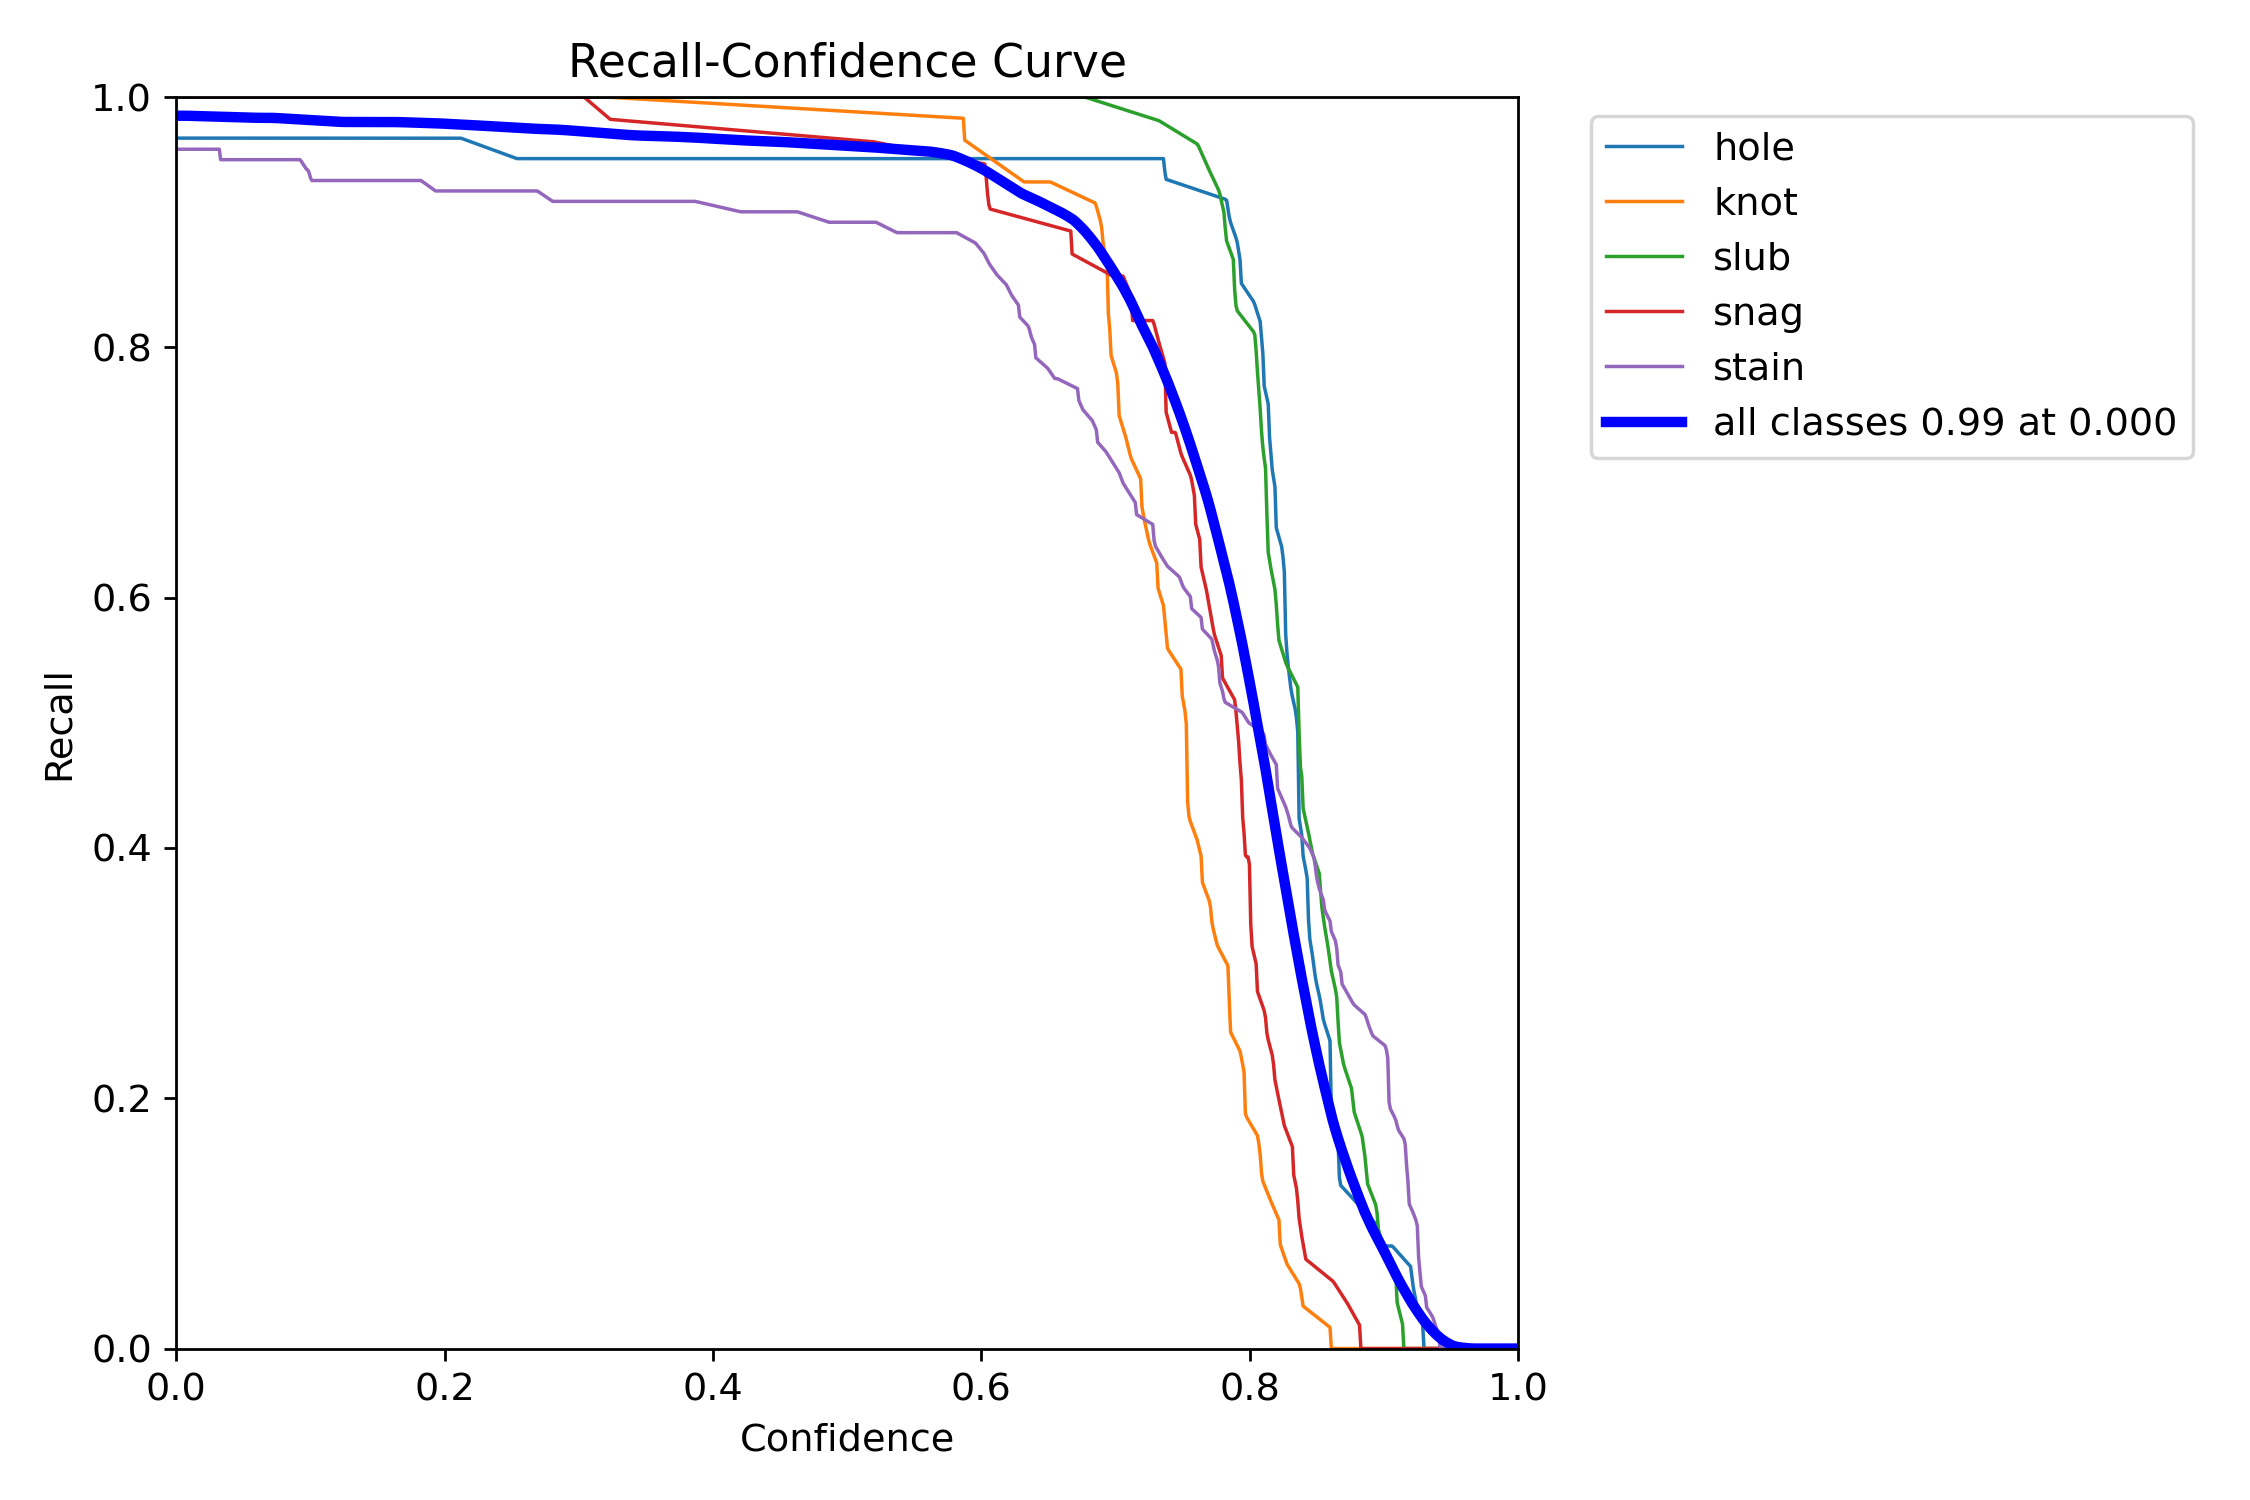 Recall-Confidence Curve
1.0
0.8
0.6
0.4
0.2
0.0
Recall
0.0 0.2 0.4 0.6 0.8 1.0
Confidence
hole
knot
slub
snag
stain
all classes 0.99 at 0.000